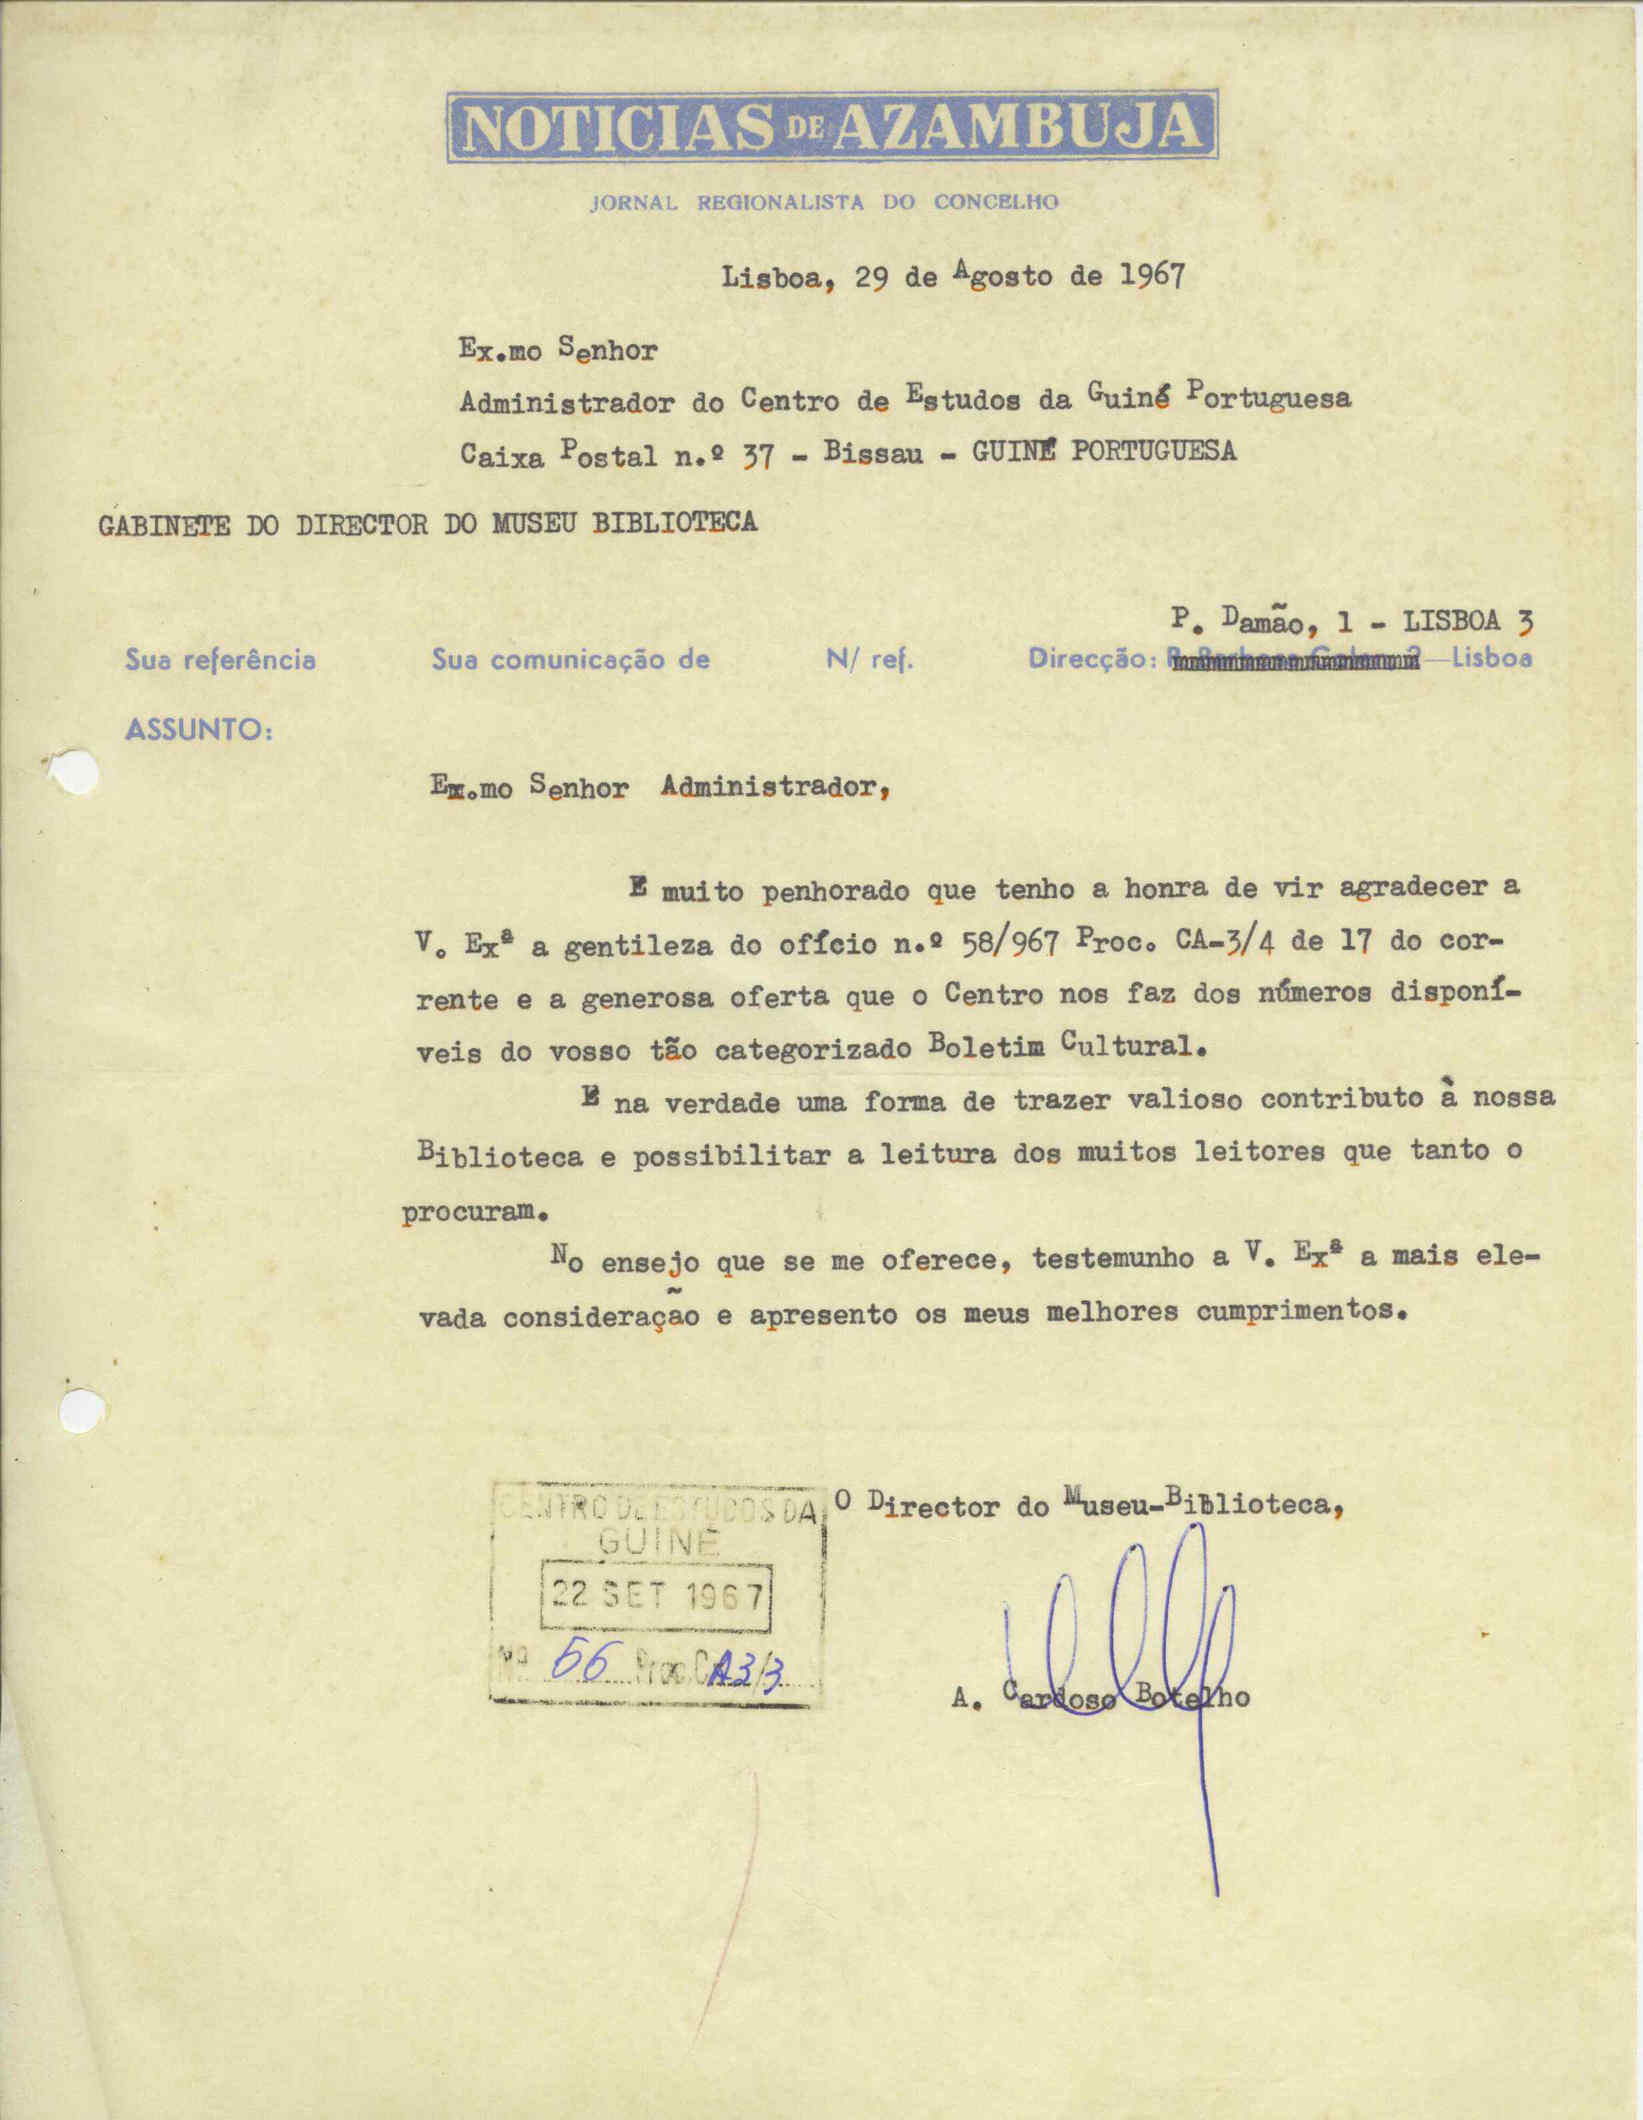 NOTICIAS DE AZAMBUJA
JORNAL REGIONALISTA DO CONCELHO
Lisboa, 29 de Agosto de 1967
Ex.mo Senhor
Administrador do Centro de Estudos da Guiné Portuguesa
Caixa Postal n.º 37 - Bissau - GUINÉ PORTUGUESA
GABINETE DO DIRECTOR DO MUSEU BIBLIOTECA
P. Damão, 1 - LISBOA 3
Sua referência Sua comunicação de N/ ref. Direcção: — Lisboa
ASSUNTO:
Ex.mo Senhor Administrador,
É muito penhorado que tenho a honra de vir agradecer a
V. Exª a gentileza do ofício n.º 58/967 Proc. CA-3/4 de 17 do cor-
rente e a generosa oferta que o Centro nos faz dos números disponí-
veis do vosso tão categorizado Boletim Cultural.
É na verdade uma forma de trazer valioso contributo à nossa
Biblioteca e possibilitar a leitura dos muitos leitores que tanto o
procuram.
No ensejo que se me oferece, testemunho a V. Exª a mais ele-
vada consideração e apresento os meus melhores cumprimentos.
O Director do Museu-Biblioteca,
CENTRO DE ESTUDOS DA
GUINÉ
22 SET 1967
Nº 56 Proc. CA3/3
A. Cardoso Botelho